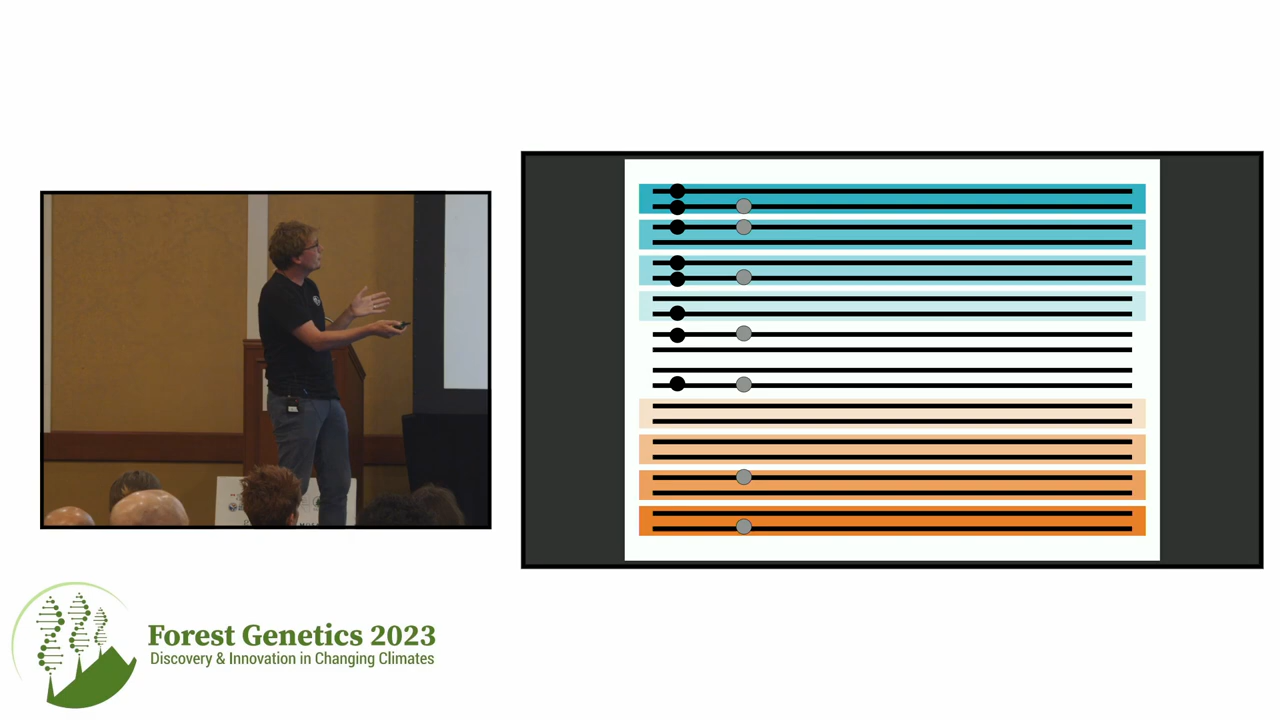 Forest Genetics 2023
Discovery & Innovation in Changing Climates